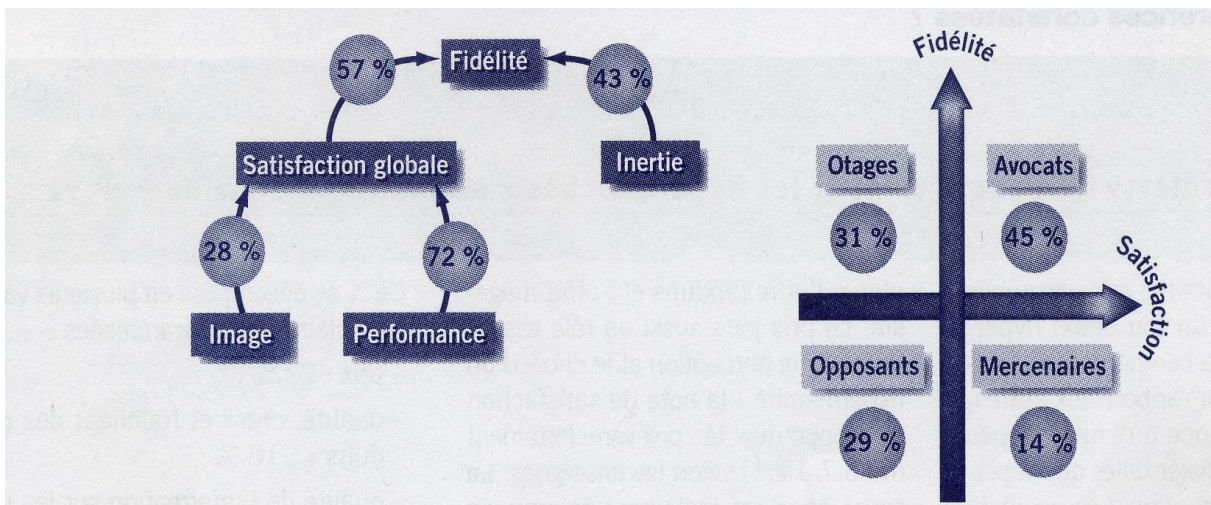 Fidélité
57 %
43 %
Satisfaction globale
Inertie
28 %
72 %
Image
Performance
Fidélité
Otages
Avocats
31 %
45 %
Satisfaction
Opposants
Mercenaires
29 %
14 %